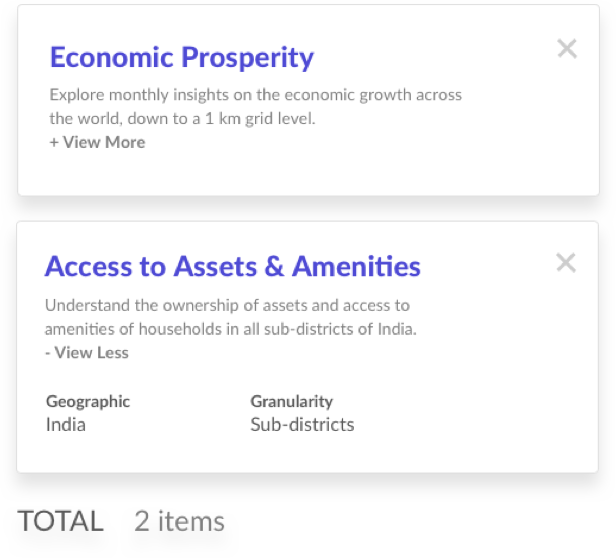 Economic Prosperity
Explore monthly insights on the economic growth across
the world, down to a 1 km grid level.
+ View More
Access to Assets & Amenities
Understand the ownership of assets and access to
amenities of households in all sub-districts of India.
- View Less
Geographic Granularity
India Sub-districts
TOTAL 2 items